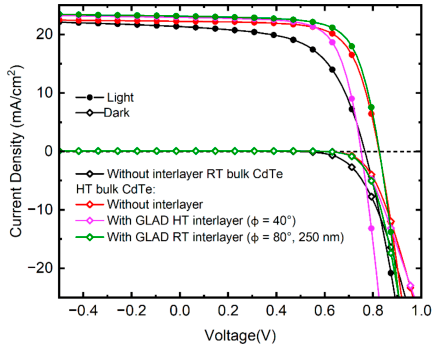 20
10
0
−10
−20
Current Density (mA/cm²)
Light
Dark
Without interlayer RT bulk CdTe
HT bulk CdTe:
Without interlayer
With GLAD HT interlayer (ϕ = 40°)
With GLAD RT interlayer (ϕ = 80°, 250 nm)
−0.4 −0.2 0.0 0.2 0.4 0.6 0.8 1.0
Voltage(V)